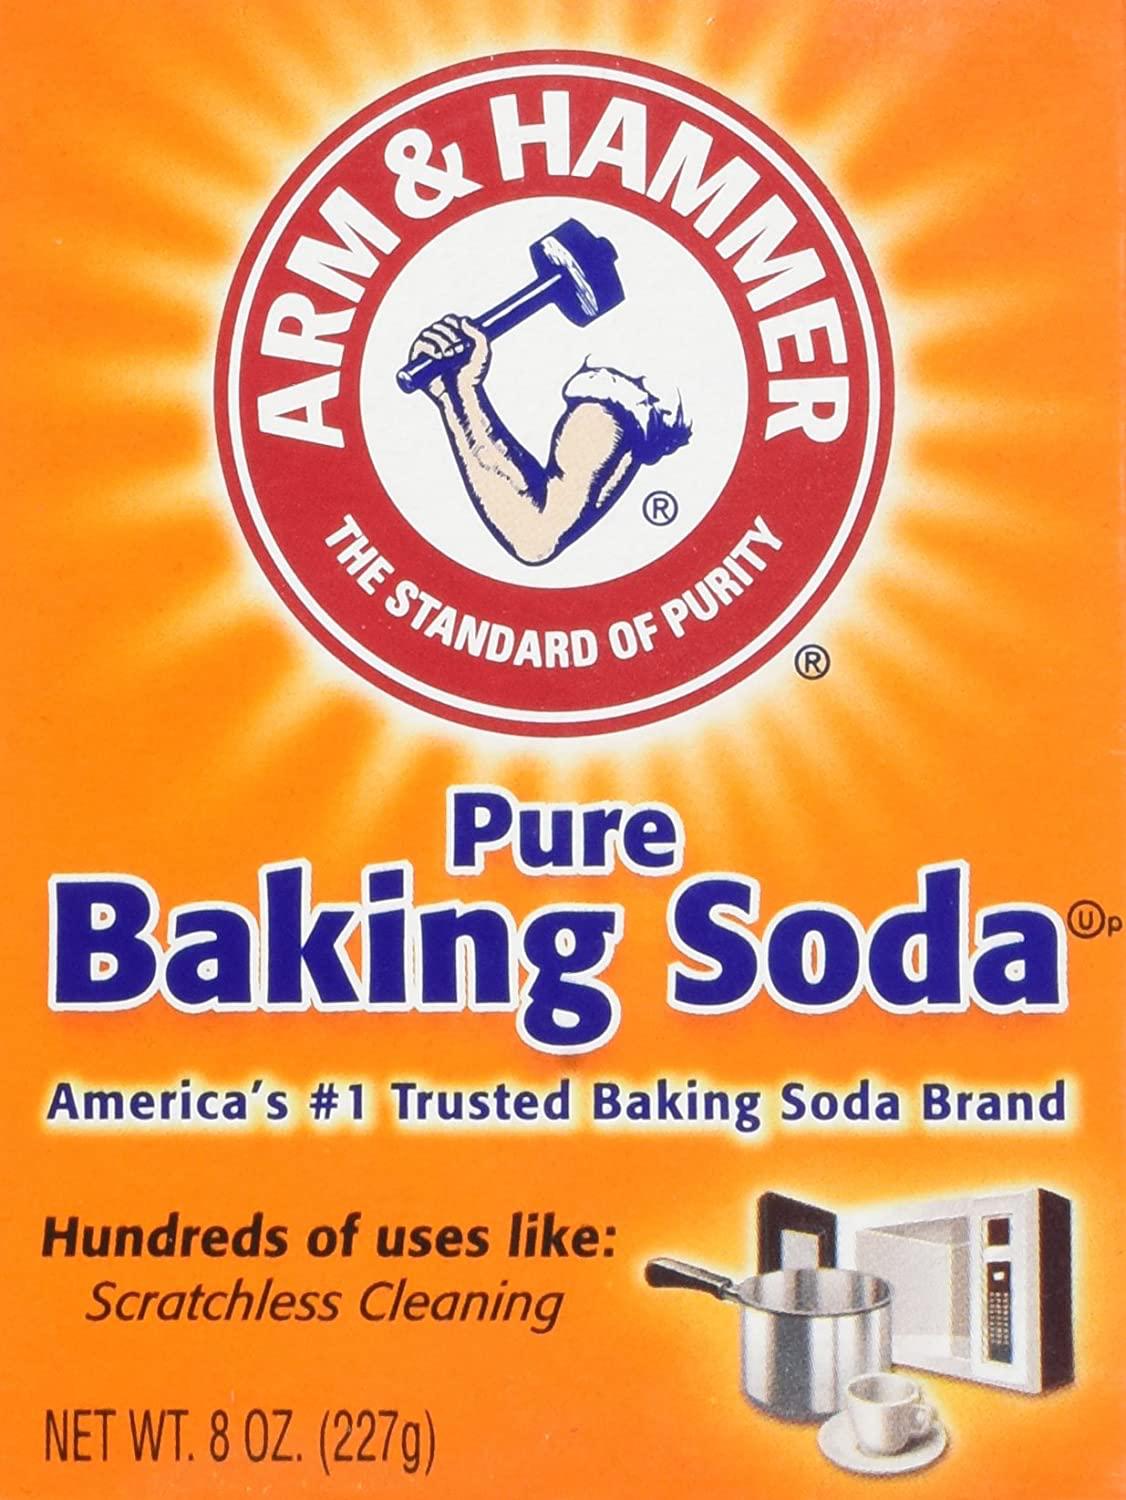 ARM & HAMMER
®
THE STANDARD OF PURITY
®
Pure
Baking Soda Ⓤp
America's #1 Trusted Baking Soda Brand
Hundreds of uses like:
Scratchless Cleaning
NET WT. 8 OZ. (227g)